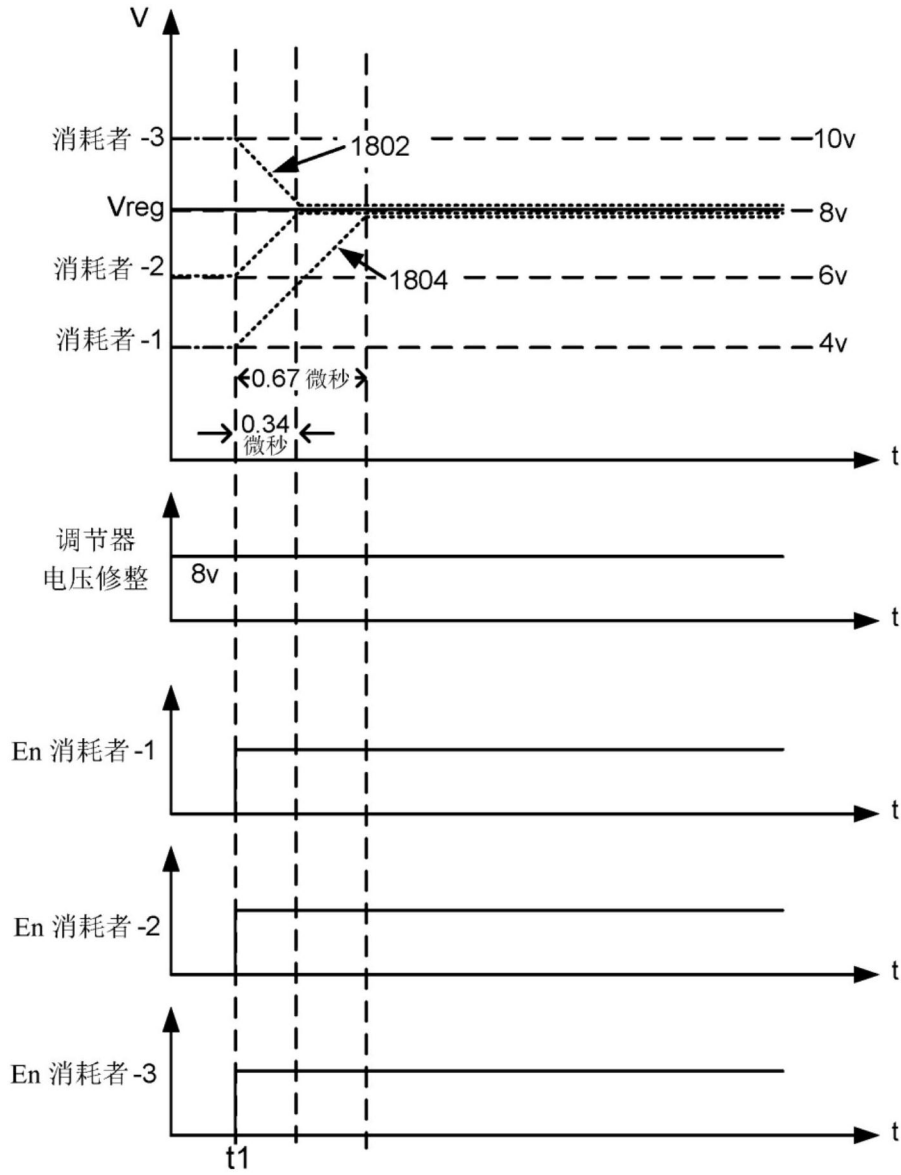 V
消耗者 -3
1802
10v
Vreg
8v
消耗者 -2
1804
6v
消耗者 -1
4v
0.67 微秒
0.34
微秒
t
调节器
电压修整
8v
t
En 消耗者 -1
t
En 消耗者 -2
t
En 消耗者 -3
t
t1